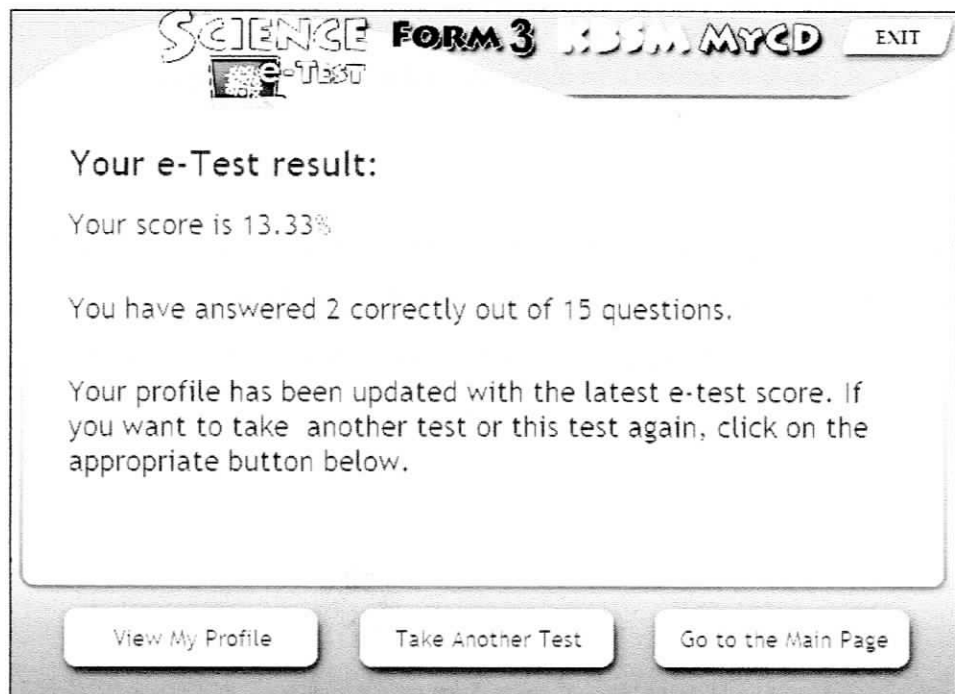 SCIENCE FORM 3 KBSM MYCD EXIT
e-TEST
Your e-Test result:
Your score is 13.33%
You have answered 2 correctly out of 15 questions.
Your profile has been updated with the latest e-test score. If
you want to take another test or this test again, click on the
appropriate button below.
View My Profile Take Another Test Go to the Main Page